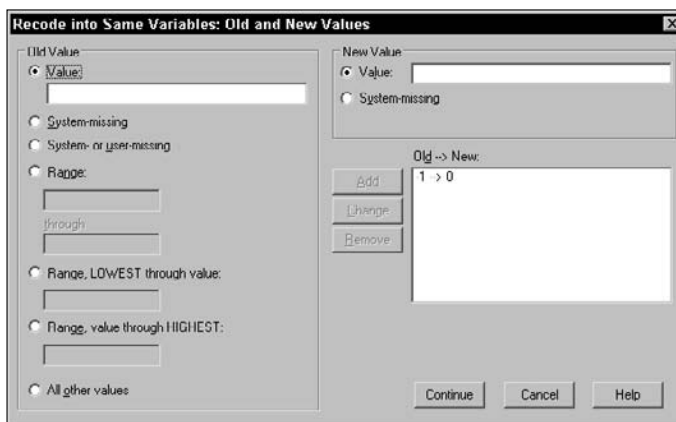 Recode into Same Variables: Old and New Values
Old Value
Value:
System-missing
System- or user-missing
Range:
through
Range, LOWEST through value:
Range, value through HIGHEST:
All other values
New Value
Value:
System-missing
Old --> New:
1 -> 0
Add
Change
Remove
Continue
Cancel
Help